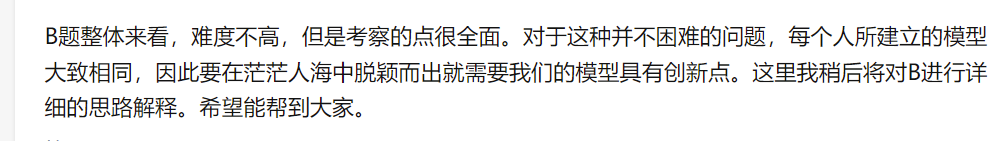 B题整体来看，难度不高，但是考察的点很全面。对于这种并不困难的问题，每个人所建立的模型
大致相同，因此要在茫茫人海中脱颖而出就需要我们的模型具有创新点。这里我稍后将对B进行详
细的思路解释。希望能帮到大家。